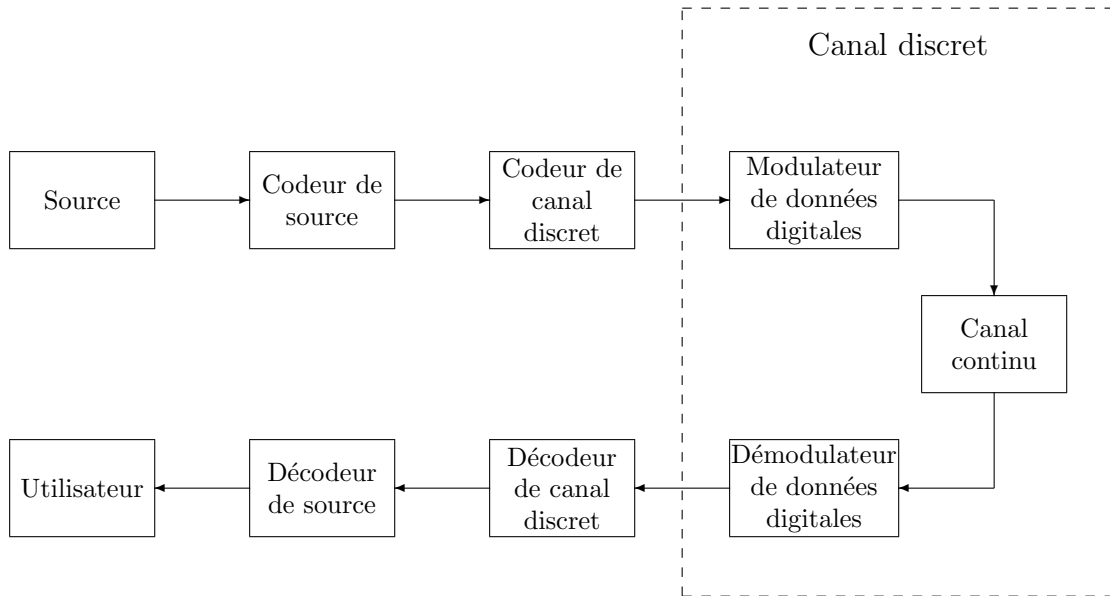 Canal discret
Source
Codeur de
source
Codeur de
canal
discret
Modulateur
de données
digitales
Canal
continu
Utilisateur
Décodeur
de source
Décodeur
de canal
discret
Démodulateur
de données
digitales